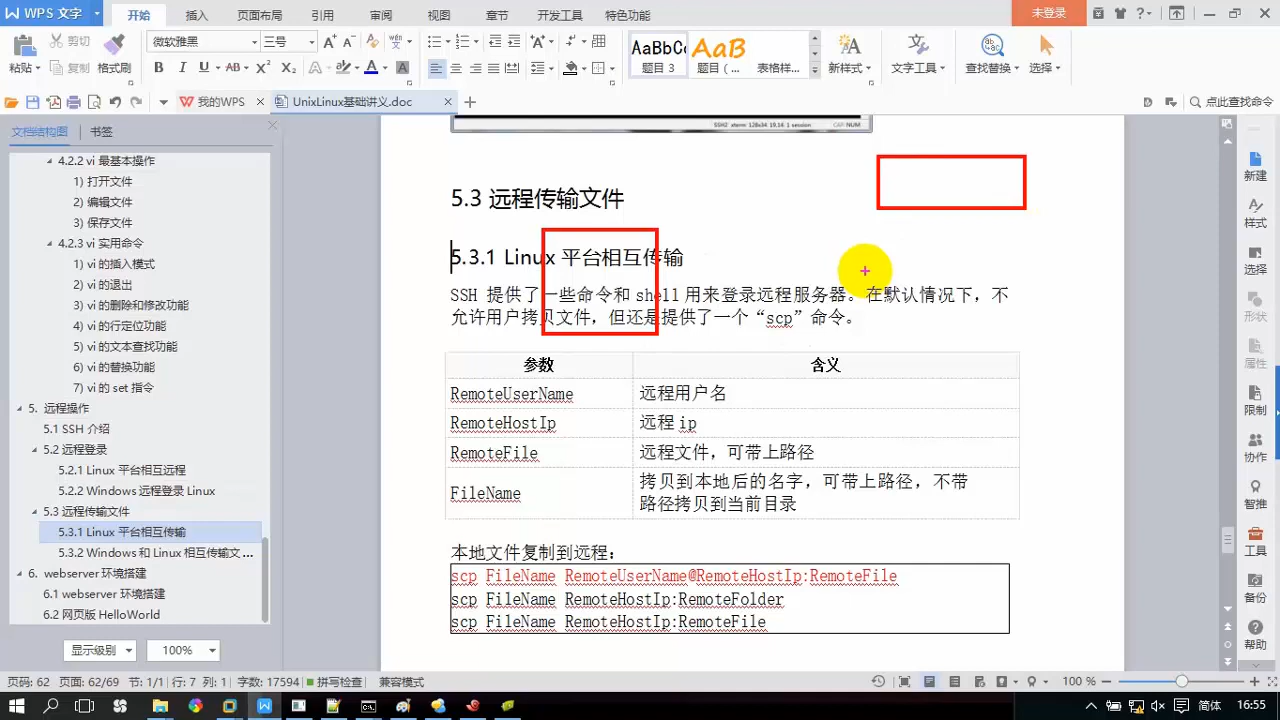 WPS 文字
开始 插入 页面布局 引用 审阅 视图 章节 开发工具 特色功能
未登录
粘贴 剪切 复制 格式刷
微软雅黑 三号
B I U AB X² X₂ A A
AaBbCc 题目 3
AaB 题目 (...
表格样...
新样式 文字工具 查找替换 选择
我的WPS UnixLinux基础讲义.doc
点此查找命令
文档结构图 书签
4.2.2 vi 最基本操作
1) 打开文件
2) 编辑文件
3) 保存文件
4.2.3 vi 实用命令
1) vi 的插入模式
2) vi 的退出
3) vi 的删除和修改功能
4) vi 的行定位功能
5) vi 的文本查找功能
6) vi 的替换功能
7) vi 的 set 指令
5. 远程操作
5.1 SSH 介绍
5.2 远程登录
5.2.1 Linux 平台相互远程
5.2.2 Windows 远程登录 Linux
5.3 远程传输文件
5.3.1 Linux 平台相互传输
5.3.2 Windows 和 Linux 相互传输文...
6. webserver 环境搭建
6.1 webserver 环境搭建
6.2 网页版 HelloWorld
显示级别 100%
SSH2 xterm: 128x34 19,16 1 session CAP NUM
5.3 远程传输文件
5.3.1 Linux 平台相互传输
SSH 提供了一些命令和 shell 用来登录远程服务器。在默认情况下，不
允许用户拷贝文件，但还是提供了一个“scp”命令。
参数 含义
RemoteUserName 远程用户名
RemoteHostIp 远程 ip
RemoteFile 远程文件，可带上路径
FileName 拷贝到本地后的名字，可带上路径，不带
路径拷贝到当前目录
本地文件复制到远程：
scp FileName RemoteUserName@RemoteHostIp:RemoteFile
scp FileName RemoteHostIp:RemoteFolder
scp FileName RemoteHostIp:RemoteFile
新建
样式
选择
形状
属性
限制
协作
智推
工具
备份
帮助
页码: 62 页面: 62/69 节: 1/1 行: 7 列: 1 字数: 17594 拼写检查 兼容模式
100 %
简体 16:55